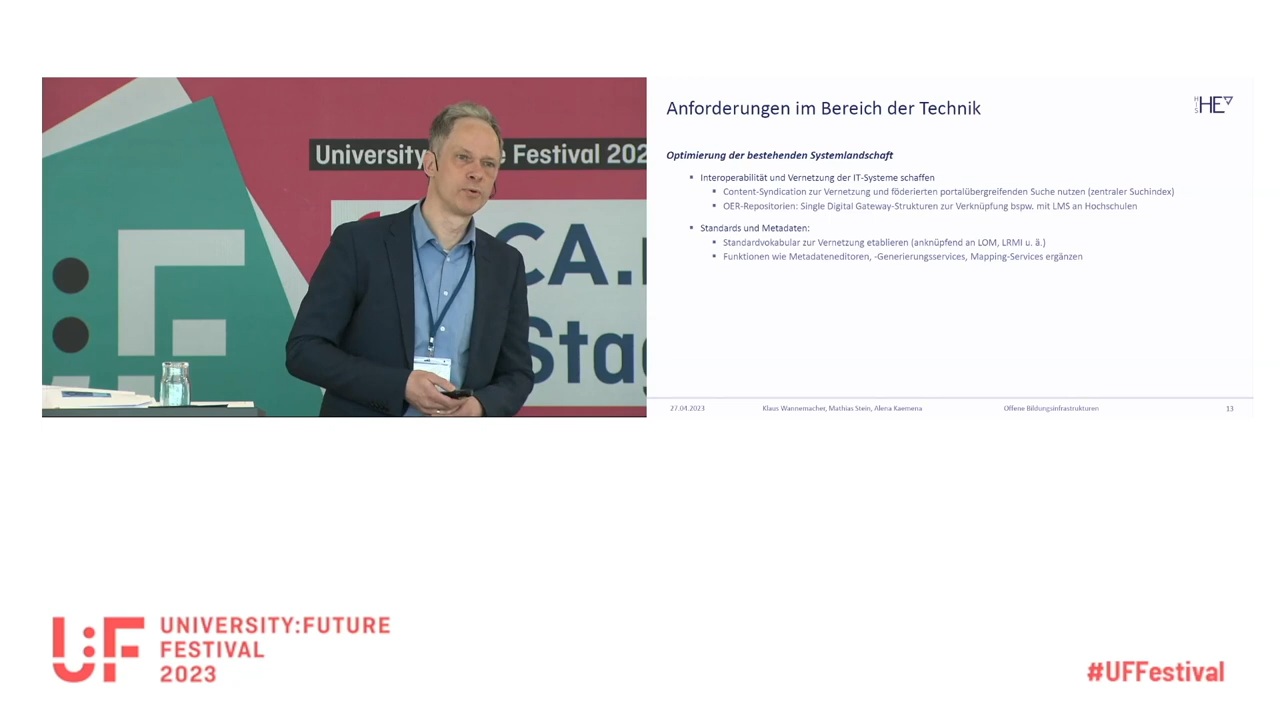 University
e Festival 202
CA.
Stag
Anforderungen im Bereich der Technik
HIS HE
Optimierung der bestehenden Systemlandschaft
▪ Interoperabilität und Vernetzung der IT-Systeme schaffen
▪ Content-Syndication zur Vernetzung und föderierten portalübergreifenden Suche nutzen (zentraler Suchindex)
▪ OER-Repositorien: Single Digital Gateway-Strukturen zur Verknüpfung bspw. mit LMS an Hochschulen
▪ Standards und Metadaten:
▪ Standardvokabular zur Vernetzung etablieren (anknüpfend an LOM, LRMI u. ä.)
▪ Funktionen wie Metadateneditoren, -Generierungsservices, Mapping-Services ergänzen
27.04.2023 Klaus Wannemacher, Mathias Stein, Alena Kaemena Offene Bildungsinfrastrukturen 13
U:F
UNIVERSITY:FUTURE
FESTIVAL
2023
#UFFestival